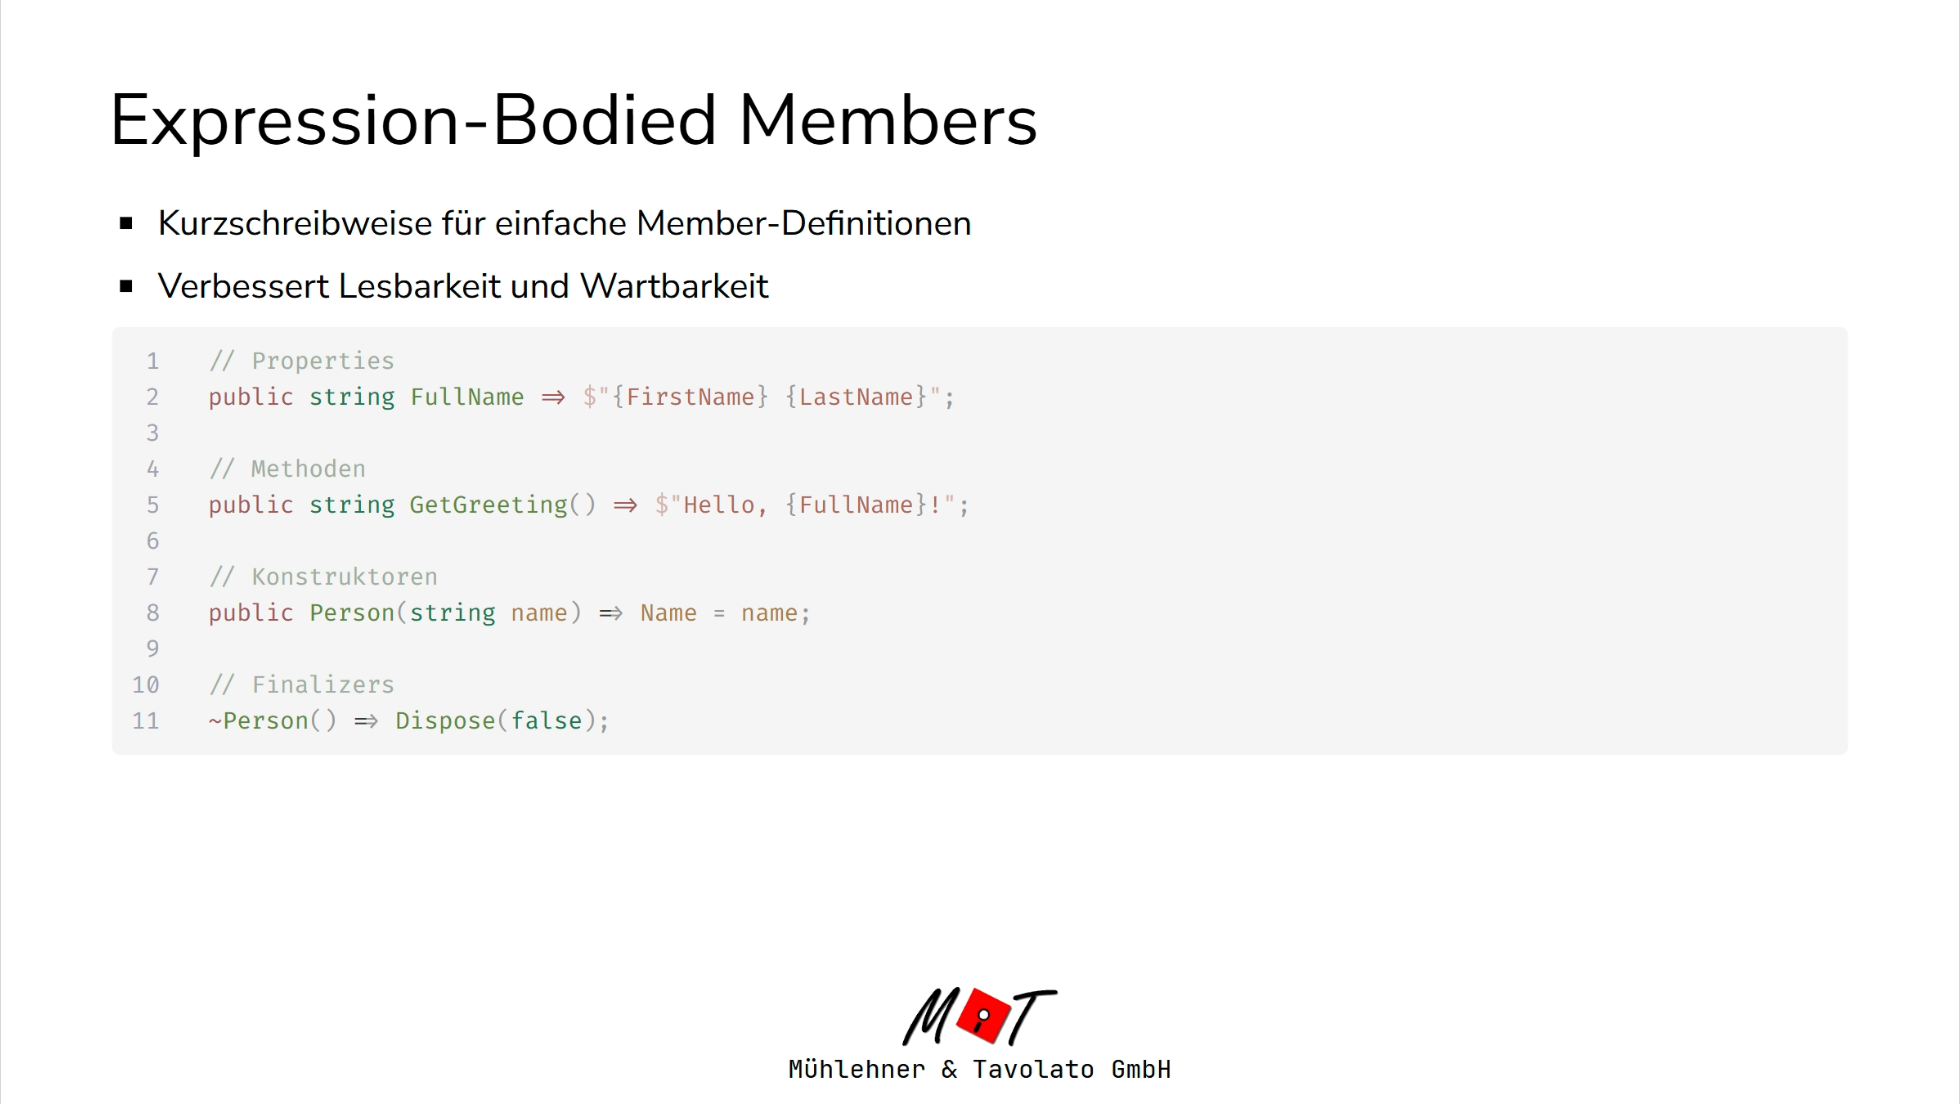 Expression-Bodied Members
▪ Kurzschreibweise für einfache Member-Definitionen
▪ Verbessert Lesbarkeit und Wartbarkeit
1 // Properties
2 public string FullName => $"{FirstName} {LastName}";
3
4 // Methoden
5 public string GetGreeting() => $"Hello, {FullName}!";
6
7 // Konstruktoren
8 public Person(string name) => Name = name;
9
10 // Finalizers
11 ~Person() => Dispose(false);
M T
Mühlehner & Tavolato GmbH